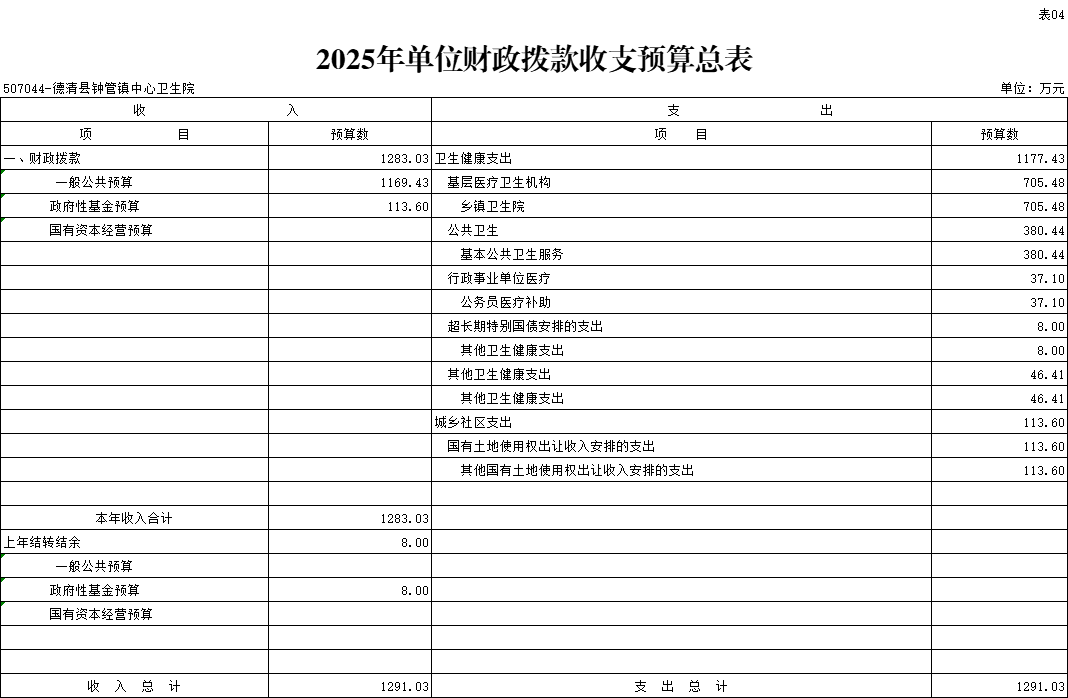 表04
2025年单位财政拨款收支预算总表
507044-德清县钟管镇中心卫生院 单位：万元
收 入 支 出
项 目 预算数 项 目 预算数
一、财政拨款 1283.03 卫生健康支出 1177.43
一般公共预算 1169.43 基层医疗卫生机构 705.48
政府性基金预算 113.60 乡镇卫生院 705.48
国有资本经营预算 公共卫生 380.44
基本公共卫生服务 380.44
行政事业单位医疗 37.10
公务员医疗补助 37.10
超长期特别国债安排的支出 8.00
其他卫生健康支出 8.00
其他卫生健康支出 46.41
其他卫生健康支出 46.41
城乡社区支出 113.60
国有土地使用权出让收入安排的支出 113.60
其他国有土地使用权出让收入安排的支出 113.60
本年收入合计 1283.03
上年结转结余 8.00
一般公共预算
政府性基金预算 8.00
国有资本经营预算
收 入 总 计 1291.03 支 出 总 计 1291.03